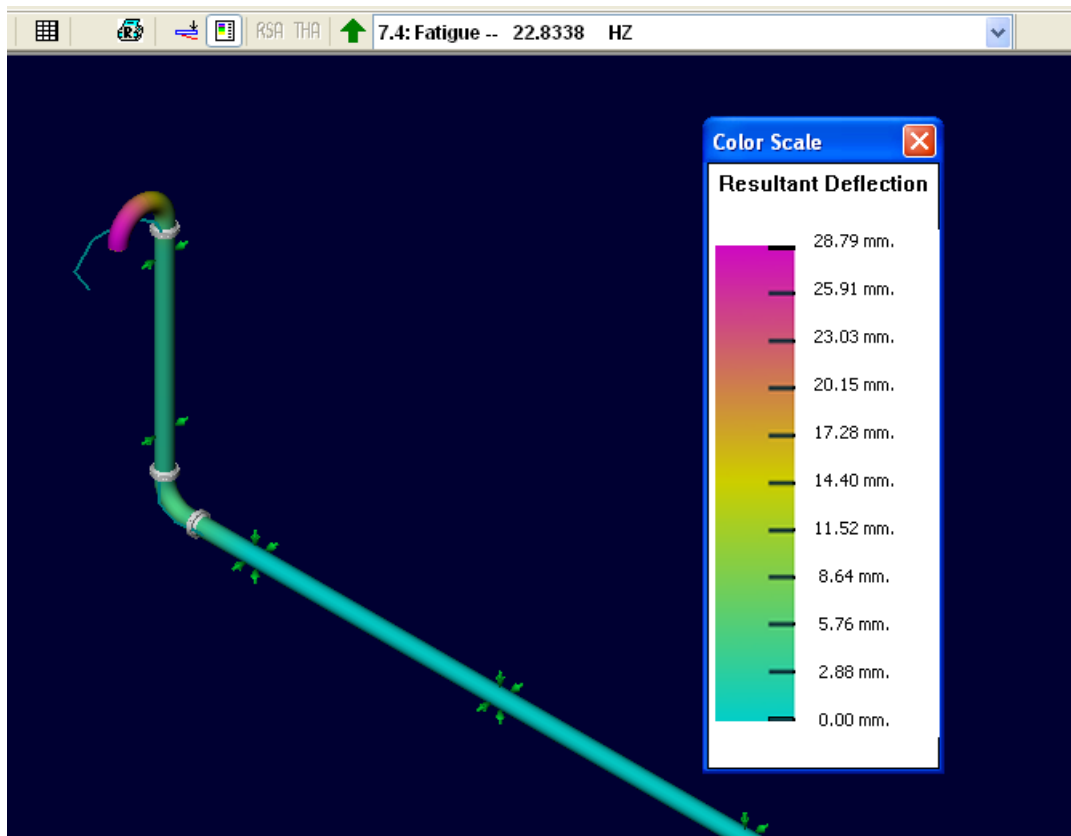 RSA THA 7.4: Fatigue -- 22.8338 HZ
Color Scale
Resultant Deflection
28.79 mm.
25.91 mm.
23.03 mm.
20.15 mm.
17.28 mm.
14.40 mm.
11.52 mm.
8.64 mm.
5.76 mm.
2.88 mm.
0.00 mm.